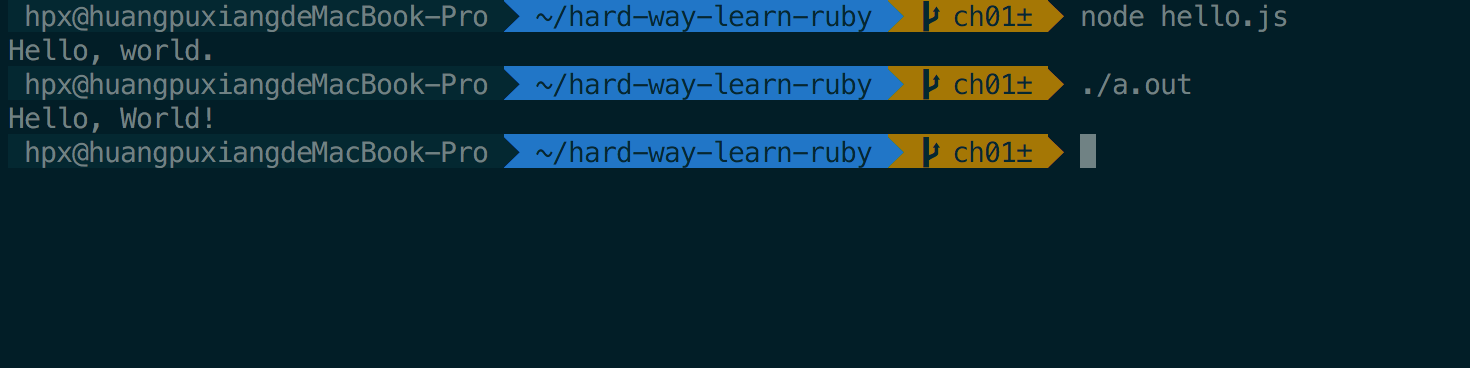 hpx@huangpuxiangdeMacBook-Pro ~/hard-way-learn-ruby ch01± node hello.js
Hello, world.
hpx@huangpuxiangdeMacBook-Pro ~/hard-way-learn-ruby ch01± ./a.out
Hello, World!
hpx@huangpuxiangdeMacBook-Pro ~/hard-way-learn-ruby ch01±